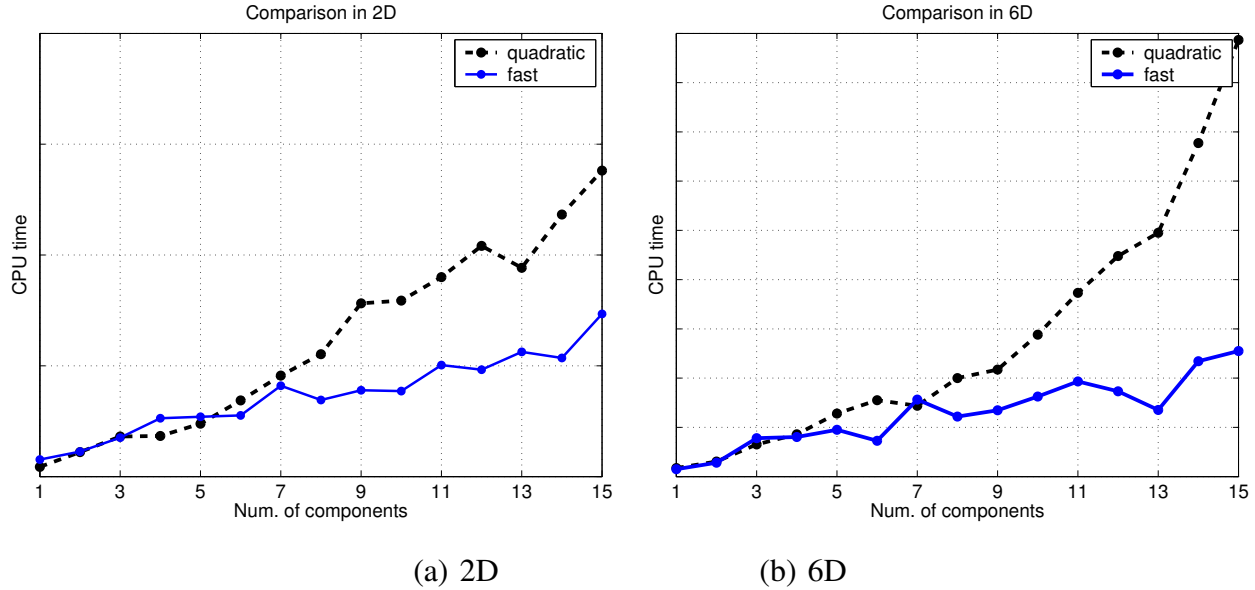 Comparison in 2D
quadratic
fast
CPU time
1 3 5 7 9 11 13 15
Num. of components
Comparison in 6D
quadratic
fast
CPU time
1 3 5 7 9 11 13 15
Num. of components
(a) 2D
(b) 6D